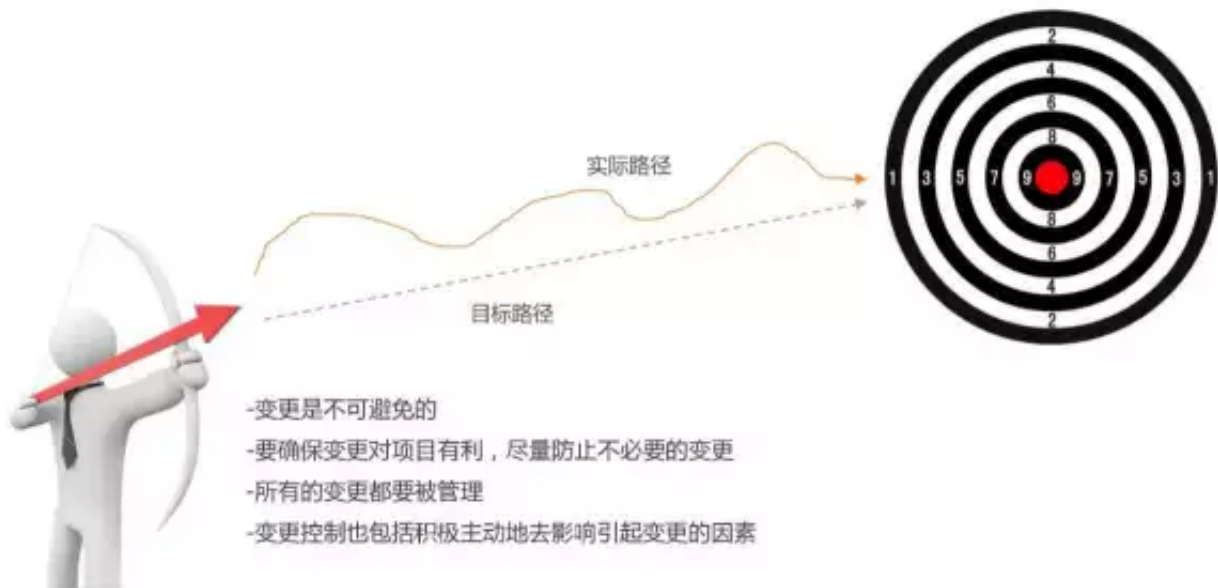 2
4
6
8
1 3 5 7 9 9 7 5 3 1
8
6
4
2
实际路径
目标路径
-变更是不可避免的
-要确保变更对项目有利，尽量防止不必要的变更
-所有的变更都要被管理
-变更控制也包括积极主动地去影响引起变更的因素